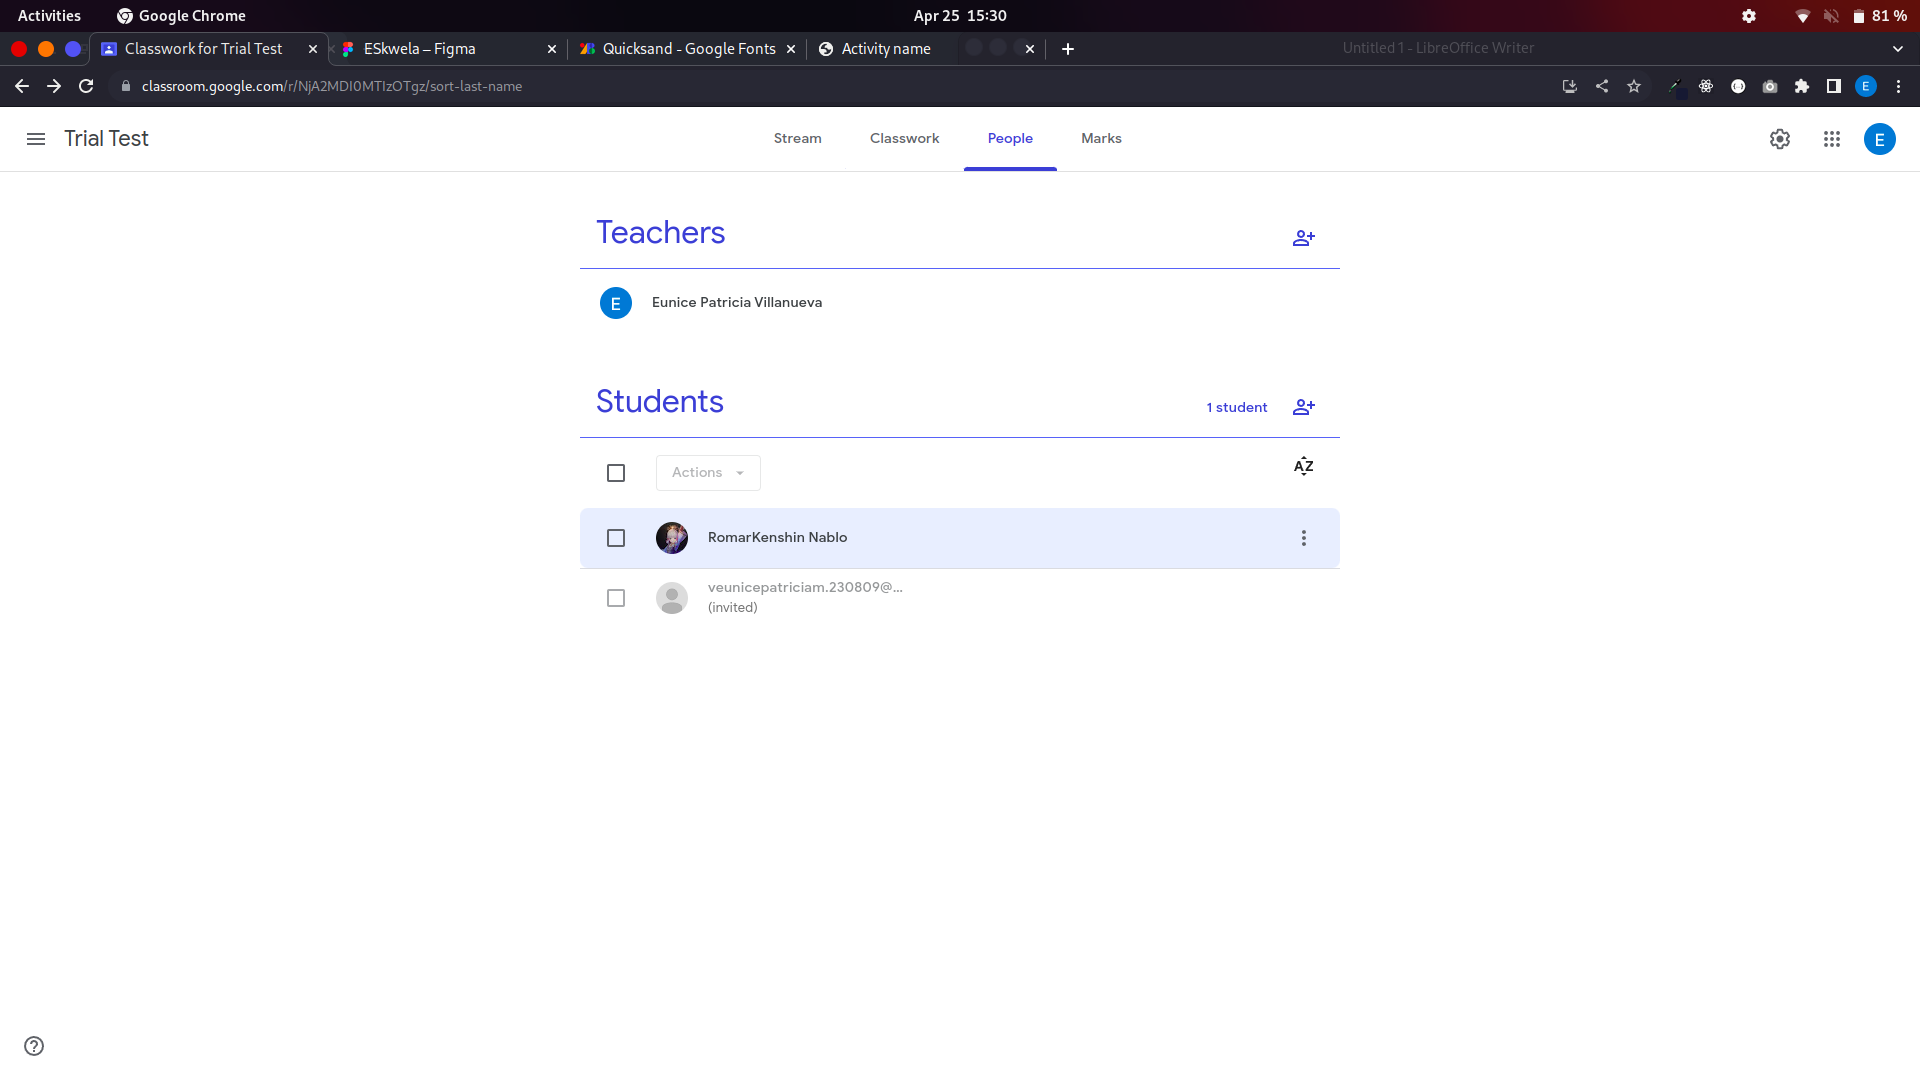 Activities Google Chrome Apr 25 15:30 81 %
Classwork for Trial Test ESkwela – Figma Quicksand - Google Fonts Activity name Untitled 1 - LibreOffice Writer
classroom.google.com/r/NjA2MDI0MTIzOTgz/sort-last-name E
Trial Test Stream Classwork People Marks E
Teachers
E Eunice Patricia Villanueva
Students 1 student
Actions AZ
RomarKenshin Nablo
veunicepatriciam.230809@...
(invited)